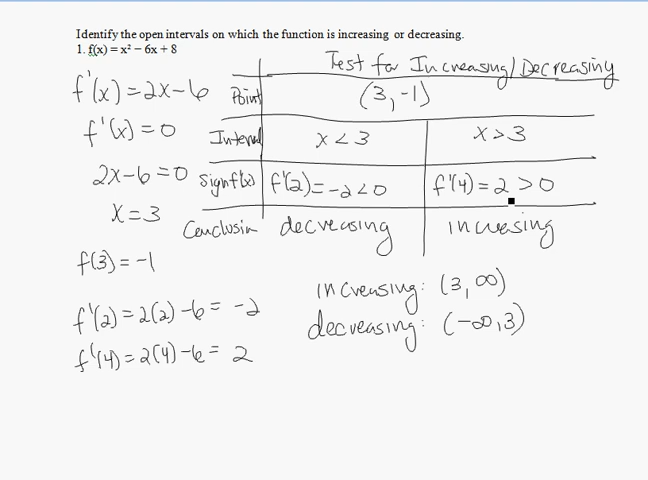 Identify the open intervals on which the function is increasing or decreasing.
1. f(x) = x² – 6x + 8
Test for Increasing/Decreasing
f'(x) = 2x-6
Point (3, -1)
f'(x) = 0
Interval x < 3 x > 3
2x-6 = 0
Sign f'(x) f'(2) = -2 < 0 f'(4) = 2 > 0
x = 3
Conclusion decreasing increasing
f(3) = -1
increasing: (3, ∞)
decreasing: (-∞, 3)
f'(2) = 2(2)-6 = -2
f'(4) = 2(4)-6 = 2